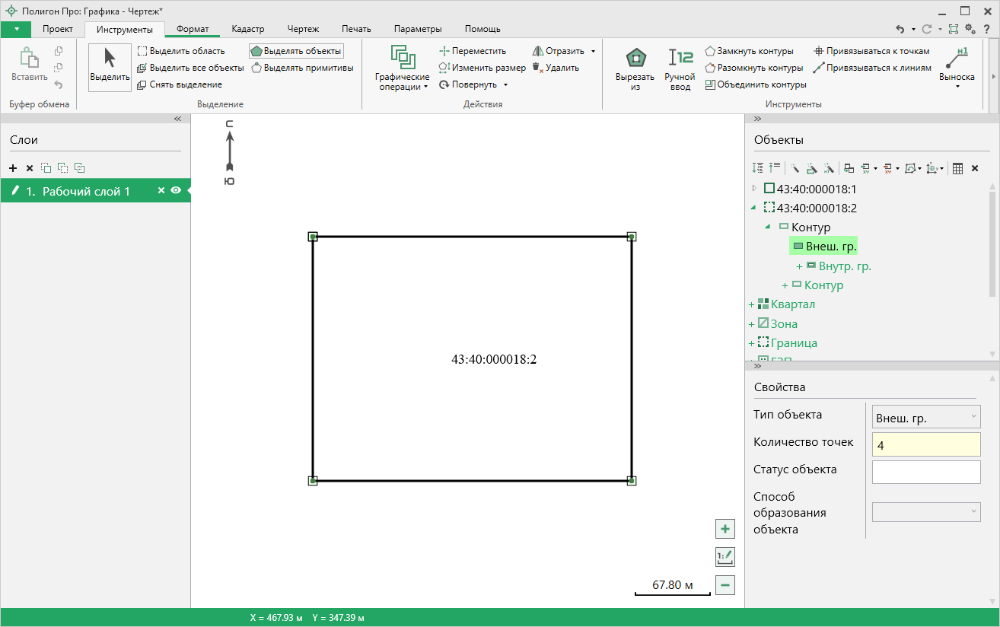 Полигон Про: Графика - Чертеж*
Проект Инструменты Формат Кадастр Чертеж Печать Параметры Помощь
Вставить
Буфер обмена
Выделить
Выделить область
Выделить все объекты
Снять выделение
Выделять объекты
Выделять примитивы
Выделение
Графические
операции
Переместить
Изменить размер
Повернуть
Отразить
Удалить
Действия
Вырезать
из
12
Ручной
ввод
Замкнуть контуры
Разомкнуть контуры
Объединить контуры
Привязываться к точкам
Привязываться к линиям
н1
Выноска
Инструменты
Слои
1. Рабочий слой 1
С
Ю
43:40:000018:2
67.80 м
1:
Объекты
43:40:000018:1
43:40:000018:2
Контур
Внеш. гр.
+ Внутр. гр.
+ Контур
+ Квартал
+ Зона
+ Граница
Свойства
Тип объекта Внеш. гр.
Количество точек 4
Статус объекта
Способ
образования
объекта
X = 467.93 м Y = 347.39 м